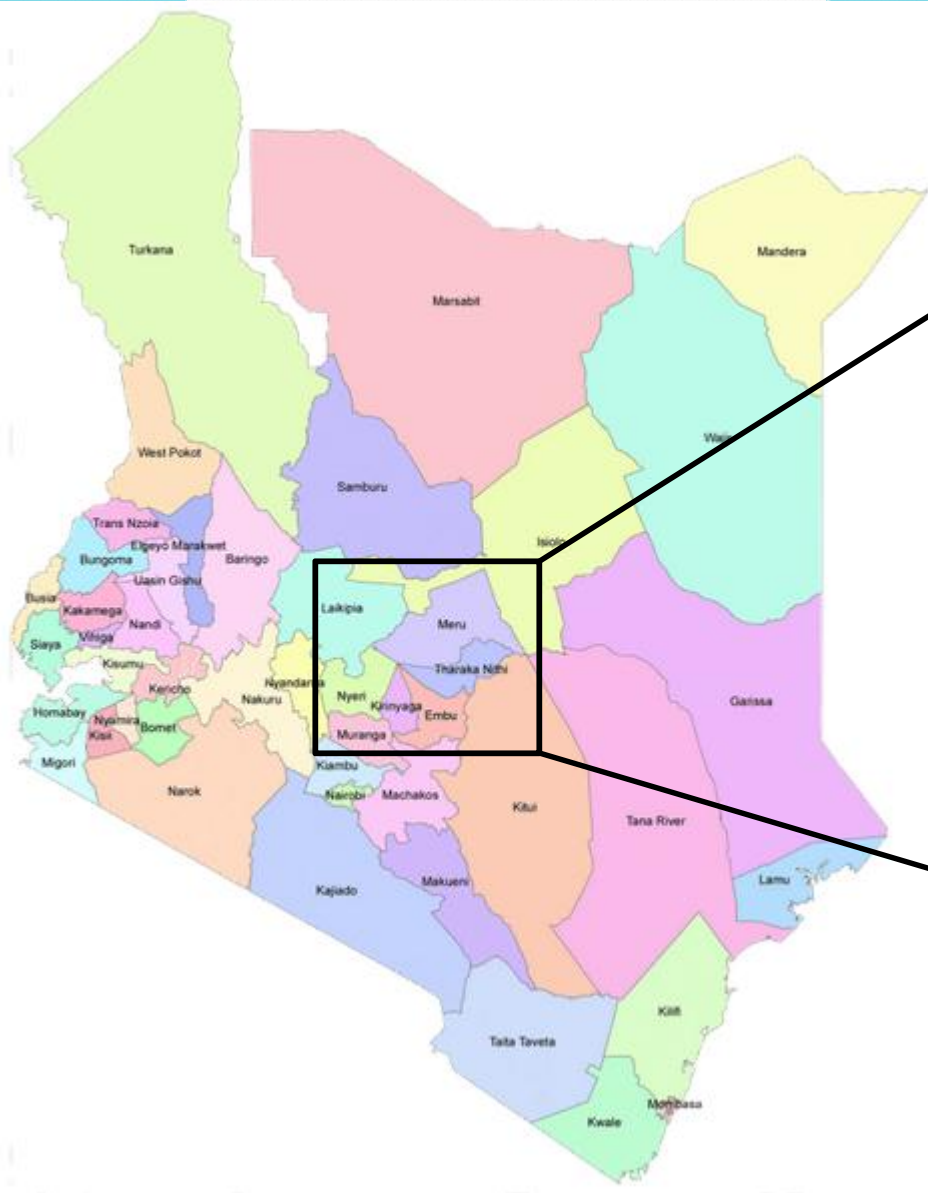 Turkana
Mandera
Marsabit
Wajir
West Pokot
Samburu
Trans Nzoia
Isiolo
Elgeyo Marakwet
Bungoma
Baringo
Uasin Gishu
Busia
Kakamega
Laikipia
Nandi
Meru
Vihiga
Siaya
Kisumu
Tharaka Nithi
Nyandarua
Kericho
Nyeri
Nakuru
Garissa
Kirinyaga
Homabay
Embu
Nyamira
Bomet
Kisii
Muranga
Migori
Kiambu
Narok
Nairobi
Machakos
Kitui
Tana River
Makueni
Lamu
Kajiado
Kilifi
Taita Taveta
Mombasa
Kwale